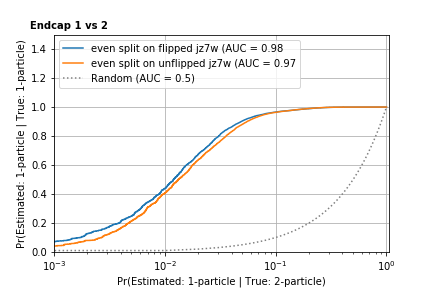 Endcap 1 vs 2
even split on flipped jz7w (AUC = 0.98
even split on unflipped jz7w (AUC = 0.97
Random (AUC = 0.5)
Pr(Estimated: 1-particle | True: 1-particle)
1.4
1.2
1.0
0.8
0.6
0.4
0.2
0.0
10⁻³ 10⁻² 10⁻¹ 10⁰
Pr(Estimated: 1-particle | True: 2-particle)